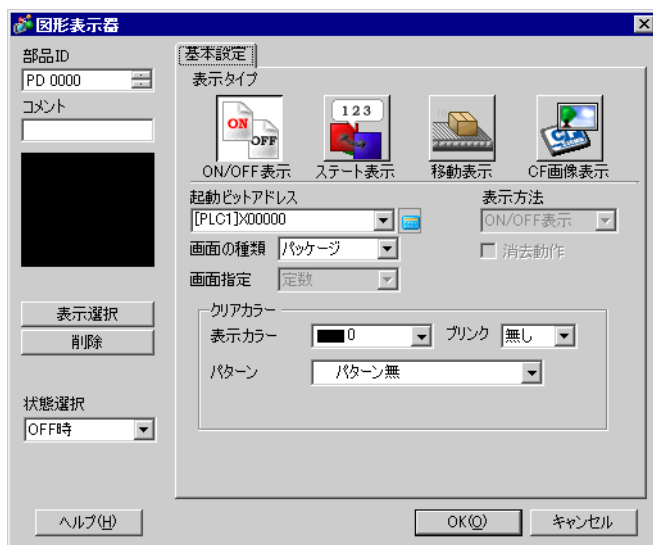 図形表示器
部品ID
PD 0000
コメント
表示選択
削除
状態選択
OFF時
ヘルプ(H)
基本設定
表示タイプ
ON
OFF
123
CF
ON/OFF表示 ステート表示 移動表示 CF画像表示
起動ビットアドレス 表示方法
[PLC1]X00000 ON/OFF表示
画面の種類 パッケージ 消去動作
画面指定 定数
クリアカラー
表示カラー 0 ブリンク 無し
パターン パターン無
OK(O) キャンセル